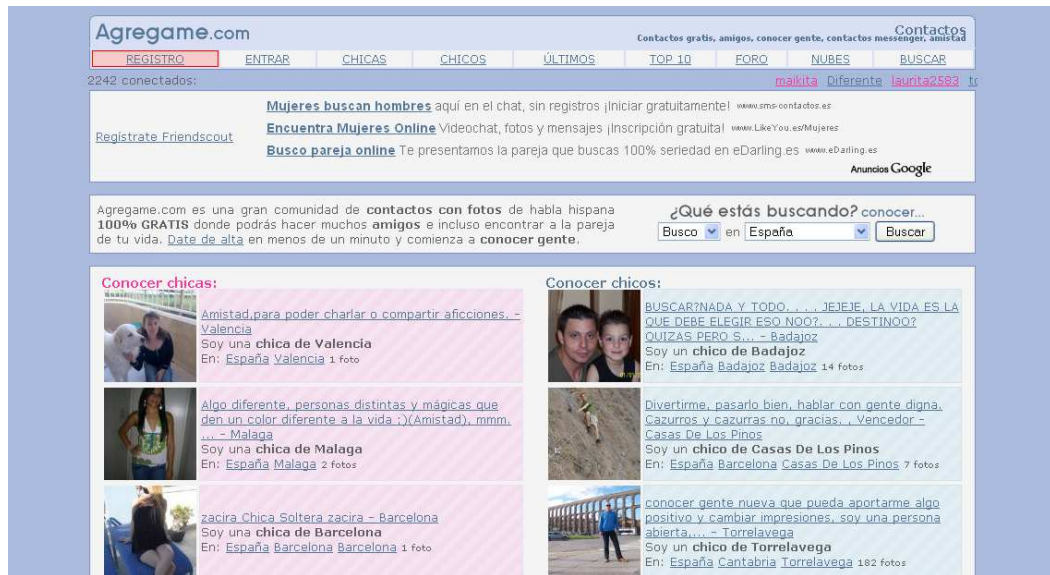 Agregame.com
Contactos
Contactos gratis, amigos, conocer gente, contactos messenger, amistad
REGISTRO ENTRAR CHICAS CHICOS ÚLTIMOS TOP 10 FORO NUBES BUSCAR
2242 conectados: maikita Diferente laurita2583
Regístrate Friendscout
Mujeres buscan hombres aquí en el chat, sin registros ¡Iniciar gratuitamente! www.sms-contactos.es
Encuentra Mujeres Online Videochat, fotos y mensajes ¡Inscripción gratuita! www.LikeYou.es/Mujeres
Busco pareja online Te presentamos la pareja que buscas 100% seriedad en eDarling.es www.eDarling.es
Anuncios Google
Agregame.com es una gran comunidad de contactos con fotos de habla hispana
100% GRATIS donde podrás hacer muchos amigos e incluso encontrar a la pareja
de tu vida. Date de alta en menos de un minuto y comienza a conocer gente.
¿Qué estás buscando? conocer...
Busco en España Buscar
Conocer chicas:
Amistad,para poder charlar o compartir aficciones. -
Valencia
Soy una chica de Valencia
En: España Valencia 1 foto
Algo diferente, personas distintas y mágicas que
den un color diferente a la vida ;)(Amistad), mmm.
... - Malaga
Soy una chica de Malaga
En: España Malaga 2 fotos
zacira Chica Soltera zacira - Barcelona
Soy una chica de Barcelona
En: España Barcelona Barcelona 1 foto
Conocer chicos:
BUSCAR?NADA Y TODO. . . . JEJEJE, LA VIDA ES LA
QUE DEBE ELEGIR ESO NOO?. . . DESTINOO?
QUIZAS PERO S... - Badajoz
Soy un chico de Badajoz
En: España Badajoz Badajoz 14 fotos
Divertirme, pasarlo bien, hablar con gente digna,
Cazurros y cazurras no, gracias. , Vencedor -
Casas De Los Pinos
Soy un chico de Casas De Los Pinos
En: España Barcelona Casas De Los Pinos 7 fotos
conocer gente nueva que pueda aportarme algo
positivo y cambiar impresiones, soy una persona
abierta,... - Torrelavega
Soy un chico de Torrelavega
En: España Cantabria Torrelavega 182 fotos